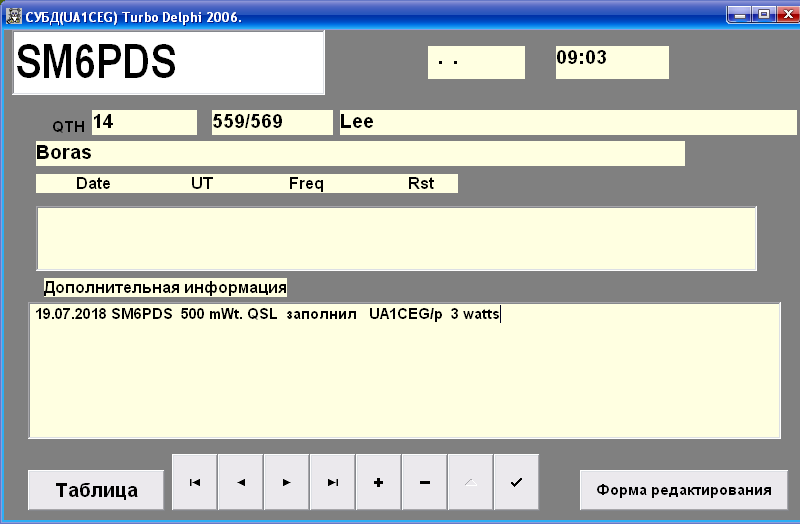 СУБД(UA1CEG) Turbo Delphi 2006.
SM6PDS . . 09:03
QTH 14 559/569 Lee
Boras
Date UT Freq Rst
Дополнительная информация
19.07.2018 SM6PDS 500 mWt. QSL заполнил UA1CEG/p 3 watts
Таблица Форма редактирования